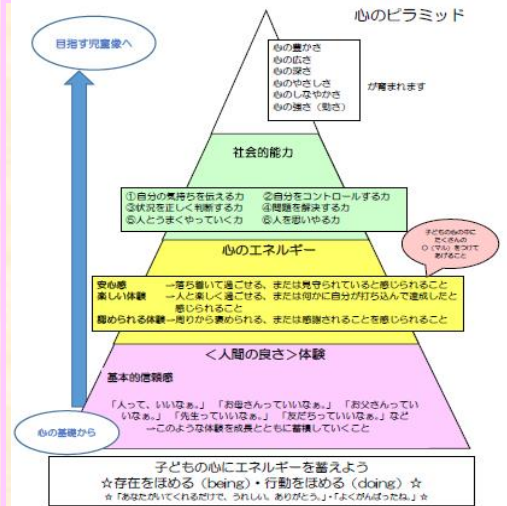 心のピラミッド
目指す児童像へ
心の豊かさ
心の広さ
心の深さ
心のやさしさ
心のしなやかさ
心の強さ（勁さ）
が育まれます
社会的能力
①自分の気持ちを伝える力　②自分をコントロールする力
③状況を正しく判断する力　④問題を解決する力
⑤人とうまくやっていく力　⑥人を思いやる力
子どもの心の中に
たくさんの
○（マル）をつけて
あげること
心のエネルギー
安心感　→落ち着いて過ごせる、または見守られていると感じられること
楽しい体験　→人と楽しく過ごせる、または何かに自分が打ち込んで達成したと
感じられること
認められる体験→周りから褒められる、または感謝されることを感じられること
＜人間の良さ＞体験
基本的信頼感
「人って、いいなぁ。」「お母さんっていいなぁ。」「お父さんってい
いなぁ。」「先生っていいなぁ。」「友だちっていいなぁ。」など
→このような体験を成長とともに蓄積していくこと
心の基礎から
子どもの心にエネルギーを蓄えよう
☆存在をほめる（being）・行動をほめる（doing）☆
☆「あなたがいてくれるだけで、うれしい。ありがとう。」・「よくがんばったね。」☆